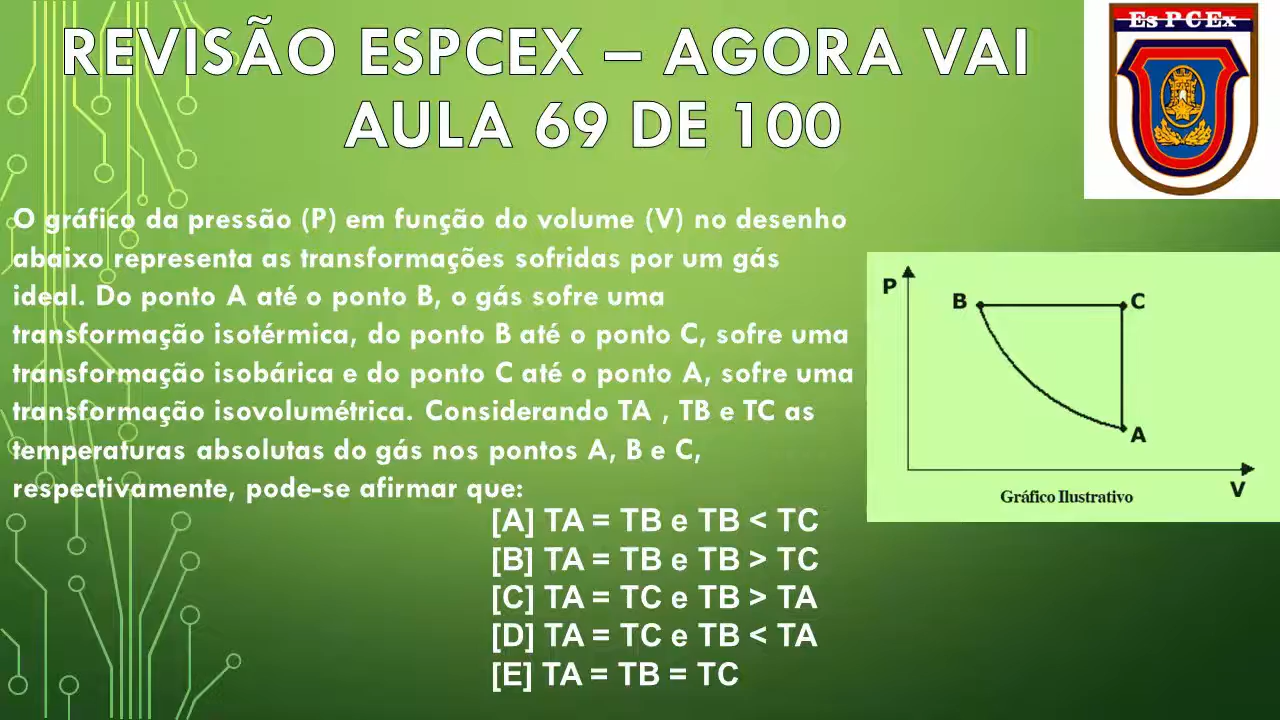 REVISÃO ESPCEX – AGORA VAI
AULA 69 DE 100
Es P C Ex
O gráfico da pressão (P) em função do volume (V) no desenho
abaixo representa as transformações sofridas por um gás
ideal. Do ponto A até o ponto B, o gás sofre uma
transformação isotérmica, do ponto B até o ponto C, sofre uma
transformação isobárica e do ponto C até o ponto A, sofre uma
transformação isovolumétrica. Considerando TA , TB e TC as
temperaturas absolutas do gás nos pontos A, B e C,
respectivamente, pode-se afirmar que:
P
B
C
A
V
Gráfico Ilustrativo
[A] TA = TB e TB < TC
[B] TA = TB e TB > TC
[C] TA = TC e TB > TA
[D] TA = TC e TB < TA
[E] TA = TB = TC